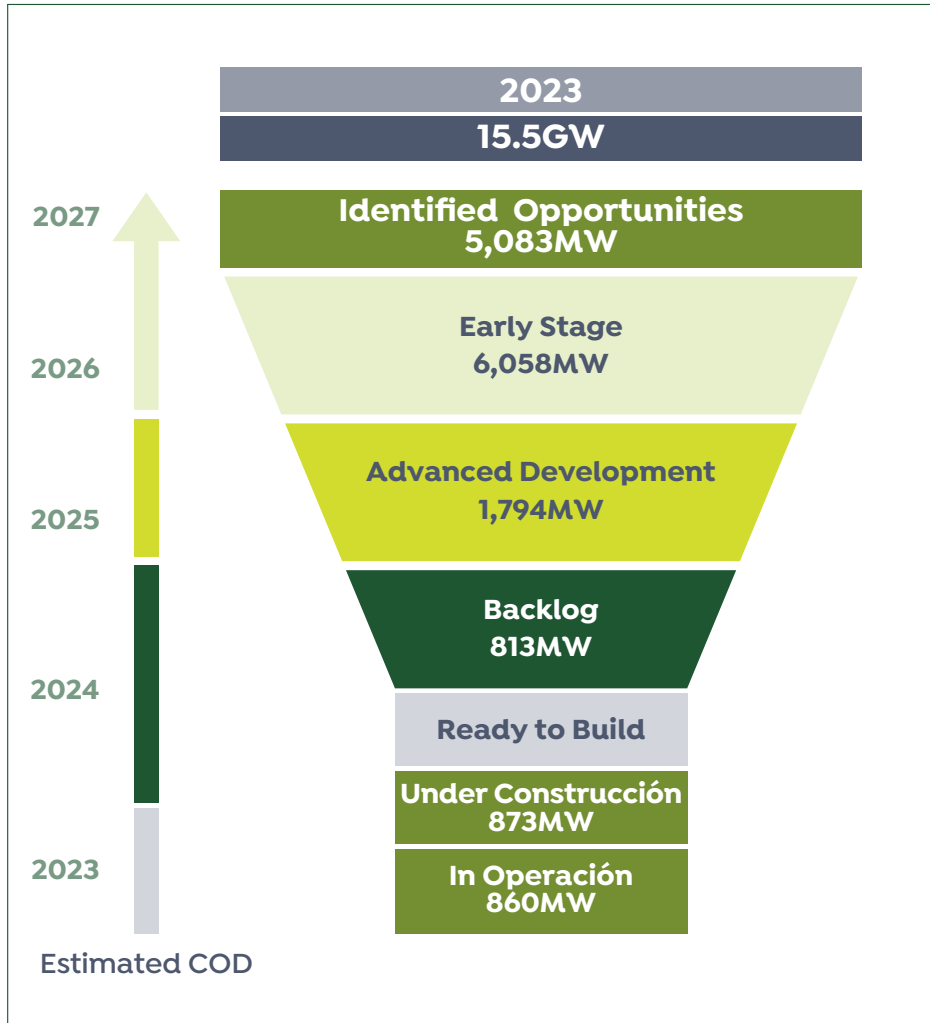 2023
15.5GW
2027
Identified Opportunities
5,083MW
Early Stage
6,058MW
2026
Advanced Development
1,794MW
2025
Backlog
813MW
2024
Ready to Build
Under Construcción
873MW
2023
In Operación
860MW
Estimated COD